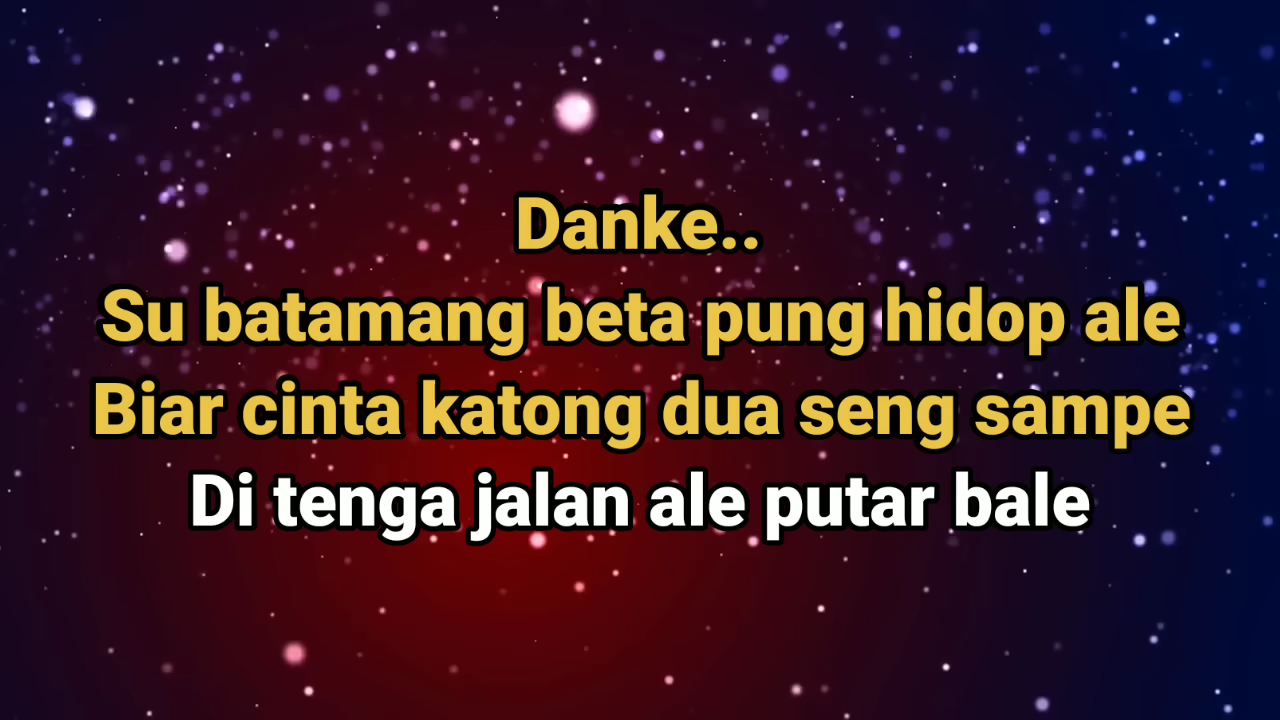 Danke..
Su batamang beta pung hidop ale
Biar cinta katong dua seng sampe
Di tenga jalan ale putar bale